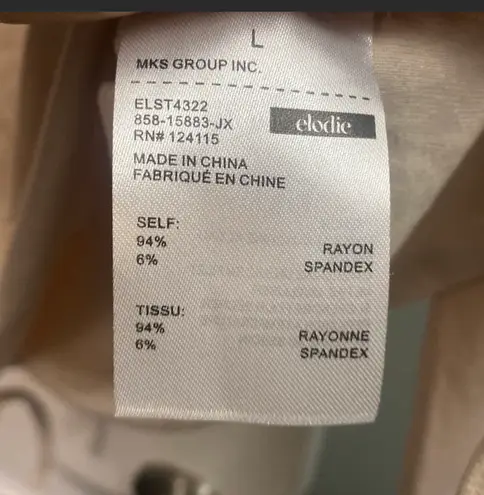 L
MKS GROUP INC.
ELST4322
858-15883-JX
RN# 124115
elodie
MADE IN CHINA
FABRIQUÉ EN CHINE
SELF:
94% RAYON
6% SPANDEX
TISSU:
94% RAYONNE
6% SPANDEX